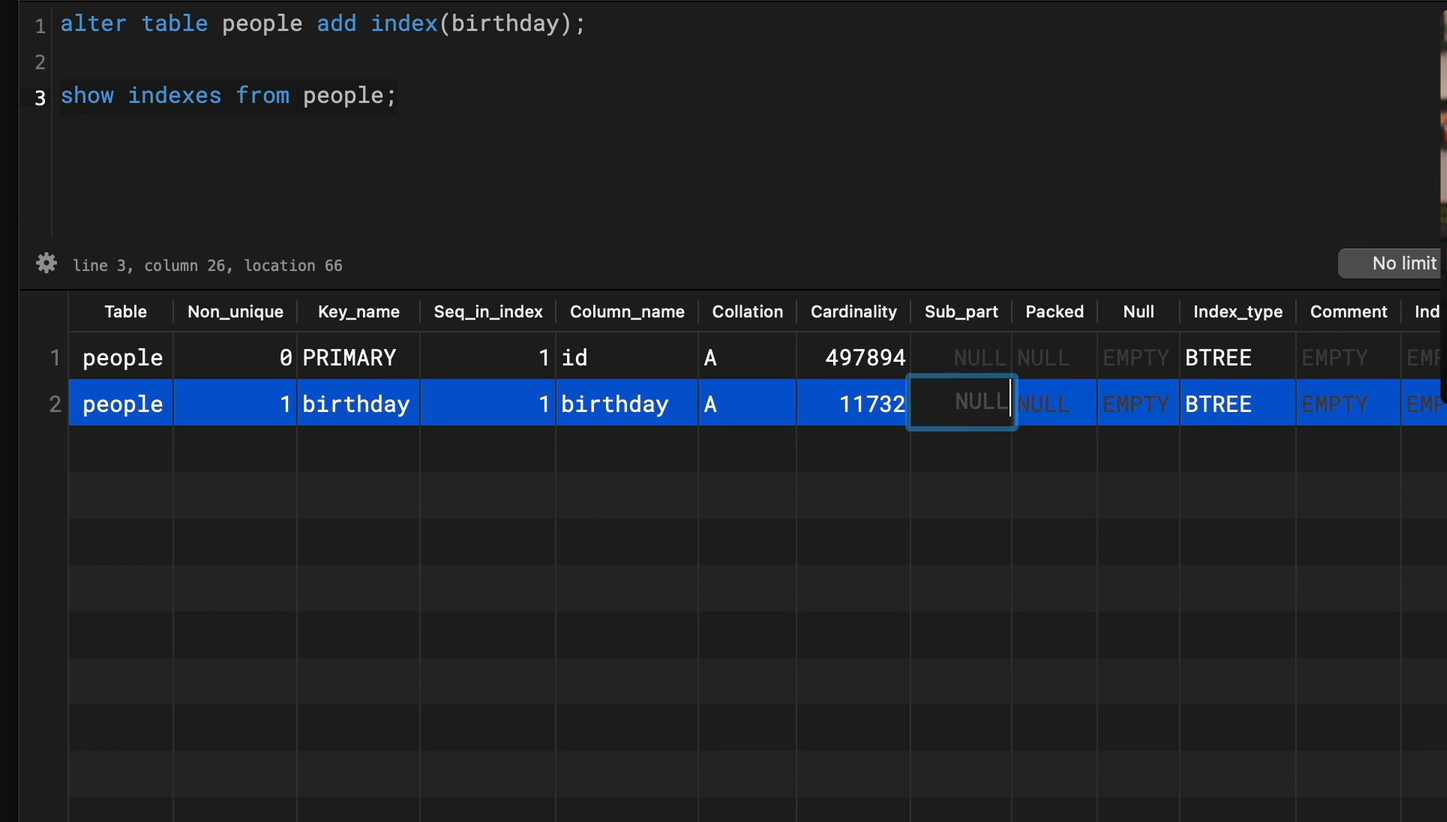 1 alter table people add index(birthday);
2
3 show indexes from people;
line 3, column 26, location 66
No limit
Table Non_unique Key_name Seq_in_index Column_name Collation Cardinality Sub_part Packed Null Index_type Comment Ind
1 people 0 PRIMARY 1 id A 497894 NULL NULL EMPTY BTREE EMPTY EMP
2 people 1 birthday 1 birthday A 11732 NULL NULL EMPTY BTREE EMPTY EMP